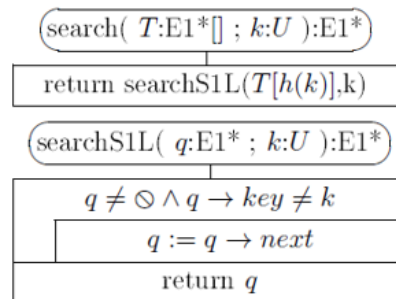 search( T:E1*[] ; k:U ):E1*
return searchS1L(T[h(k)],k)
searchS1L( q:E1* ; k:U ):E1*
q ≠ ⦸ ∧ q → key ≠ k
q := q → next
return q